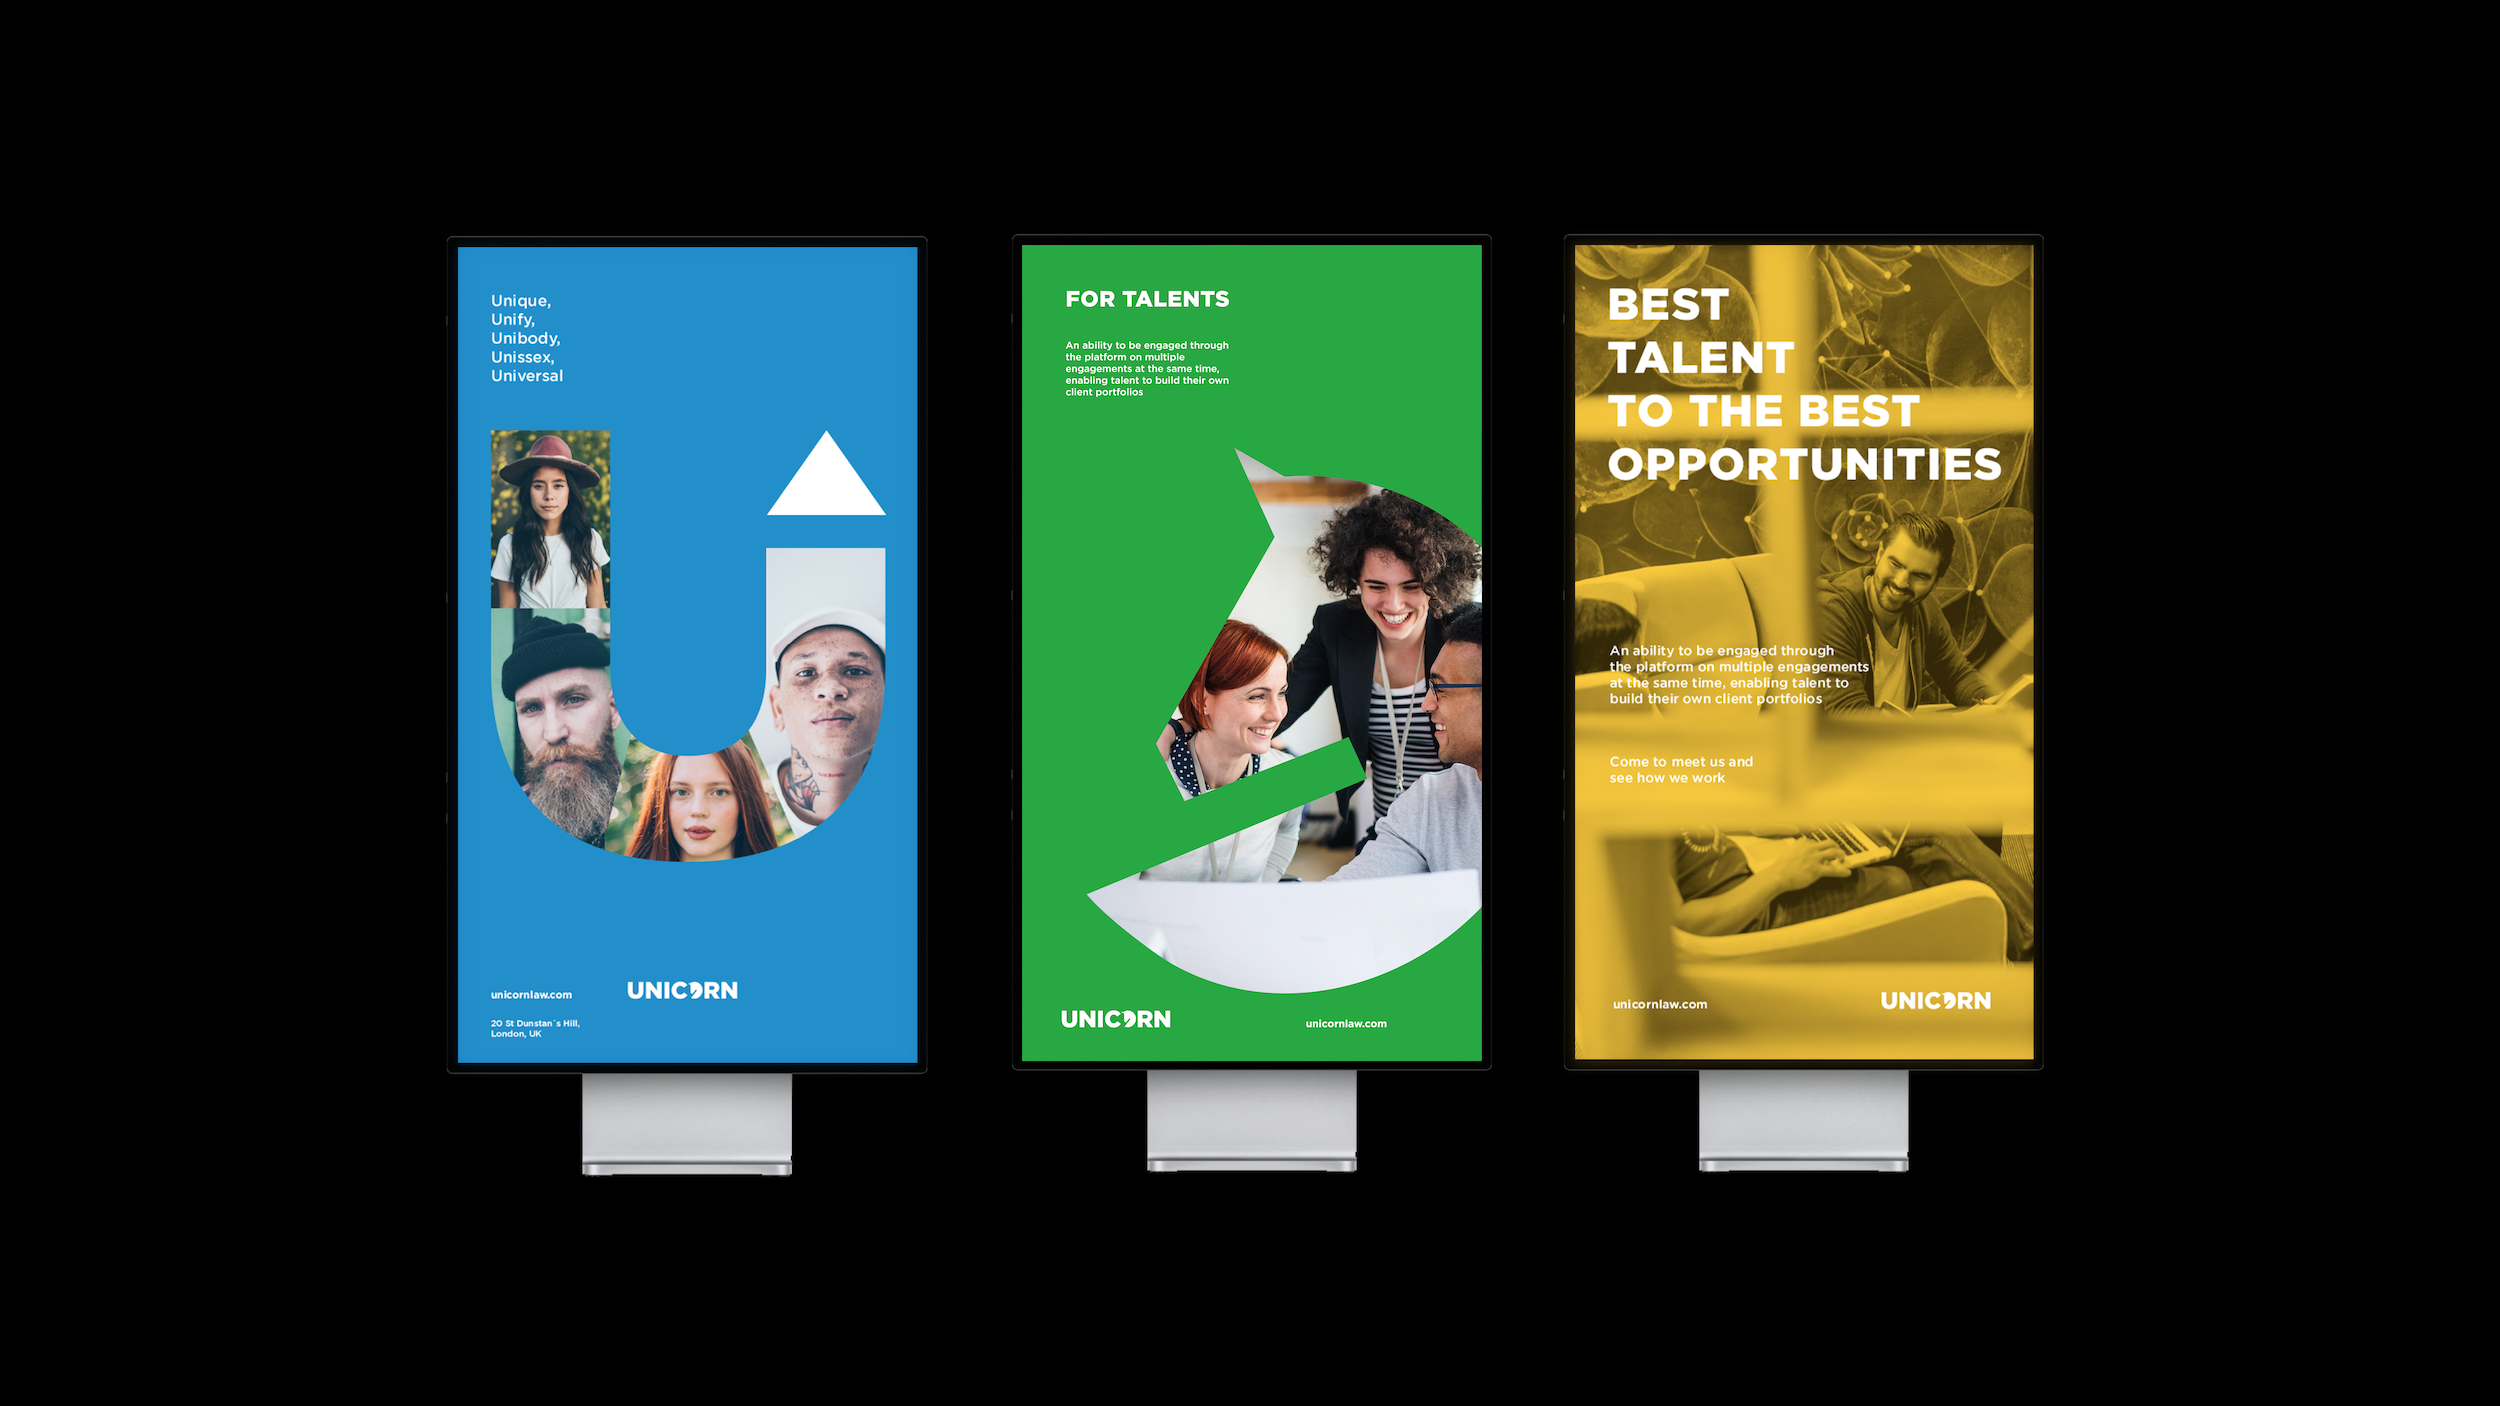 Unique,
Unify,
Unibody,
Unissex,
Universal
unicornlaw.com
UNICORN
20 St Dunstan´s Hill,
London, UK
FOR TALENTS
An ability to be engaged through
the platform on multiple
engagements at the same time,
enabling talent to build their own
client portfolios
UNICORN
unicornlaw.com
BEST
TALENT
TO THE BEST
OPPORTUNITIES
An ability to be engaged through
the platform on multiple engagements
at the same time, enabling talent to
build their own client portfolios
Come to meet us and
see how we work
unicornlaw.com
UNICORN